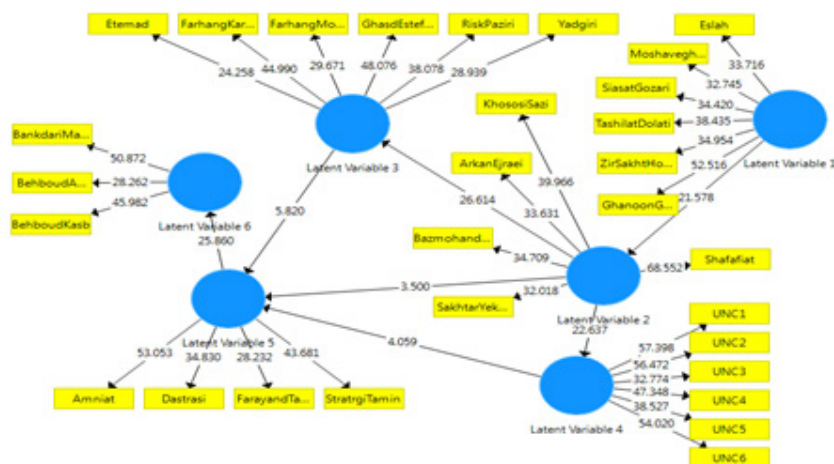 Etemad
FarhangKar...
FarhangMo...
GhasdEstef...
RiskPaziri
Yadgiri
24.258
44.990
29.671
48.076
38.078
28.939
Latent Variable 3
Eslah
Moshavegh...
SiasatGozari
TashilatDolati
ZirSakhtHo...
GhanoonG...
33.716
32.745
34.420
38.435
34.954
52.516
21.578
Latent Variable 1
KhososiSazi
ArkanEjraei
Bazmohand...
SakhtarYek...
Shafafiat
39.966
33.631
34.709
32.018
68.552
26.614
Latent Variable 2
22.637
BankdariMa...
BehboudA...
BehboudKasb
50.872
28.262
45.982
Latent Variable 6
25.860
5.820
3.500
4.059
Latent Variable 5
53.053
34.830
28.232
43.681
Amniat
Dastrasi
FarayandTa...
StratrgiTamin
Latent Variable 4
57.398
56.472
32.774
47.348
38.527
54.020
UNC1
UNC2
UNC3
UNC4
UNC5
UNC6